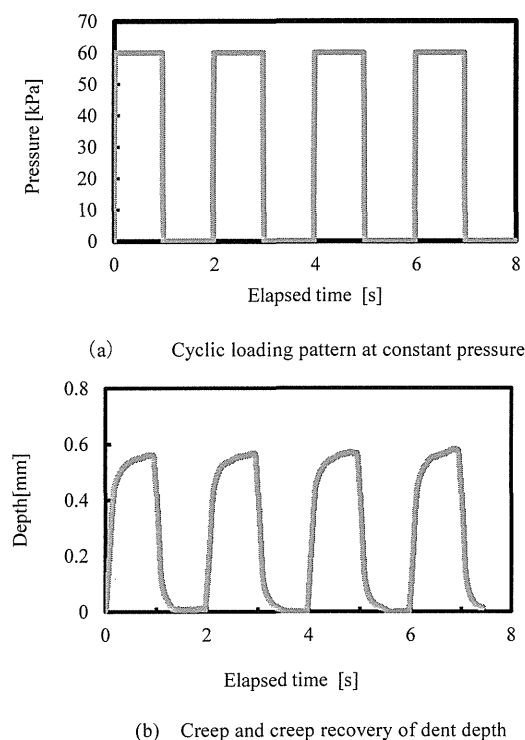 70
60
50
40
30
20
10
0
Pressure [kPa]
0 2 4 6 8
Elapsed time [s]
(a) Cyclic loading pattern at constant pressure
0.8
0.6
0.4
0.2
0
Depth[mm]
0 2 4 6 8
Elapsed time [s]
(b) Creep and creep recovery of dent depth